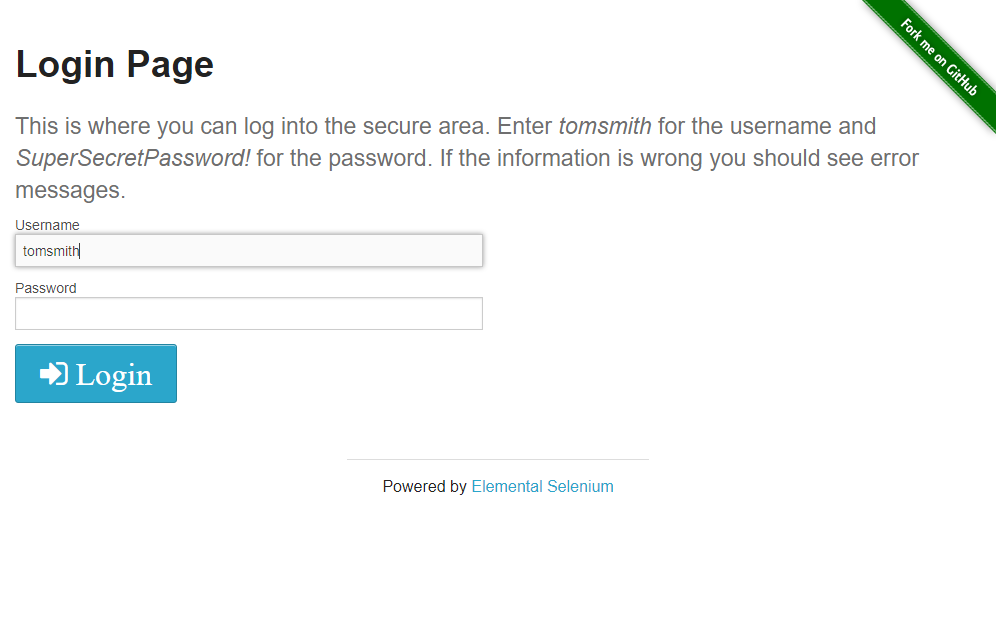 Fork me on GitHub
Login Page
This is where you can log into the secure area. Enter tomsmith for the username and
SuperSecretPassword! for the password. If the information is wrong you should see error
messages.
Username
tomsmith
Password
Login
Powered by Elemental Selenium